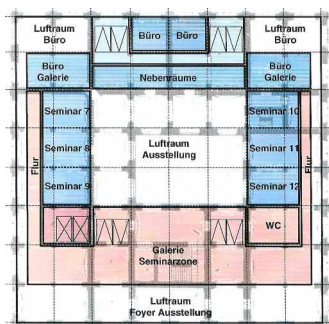 Luftraum
Büro
Büro
Büro
Luftraum
Büro
Büro
Galerie
Nebenräume
Büro
Galerie
Seminar 7
Seminar 10
Luftraum
Ausstellung
Seminar 8
Seminar 11
Flur
Flur
Seminar 9
Seminar 12
WC
Galerie
Seminarzone
Luftraum
Foyer Ausstellung